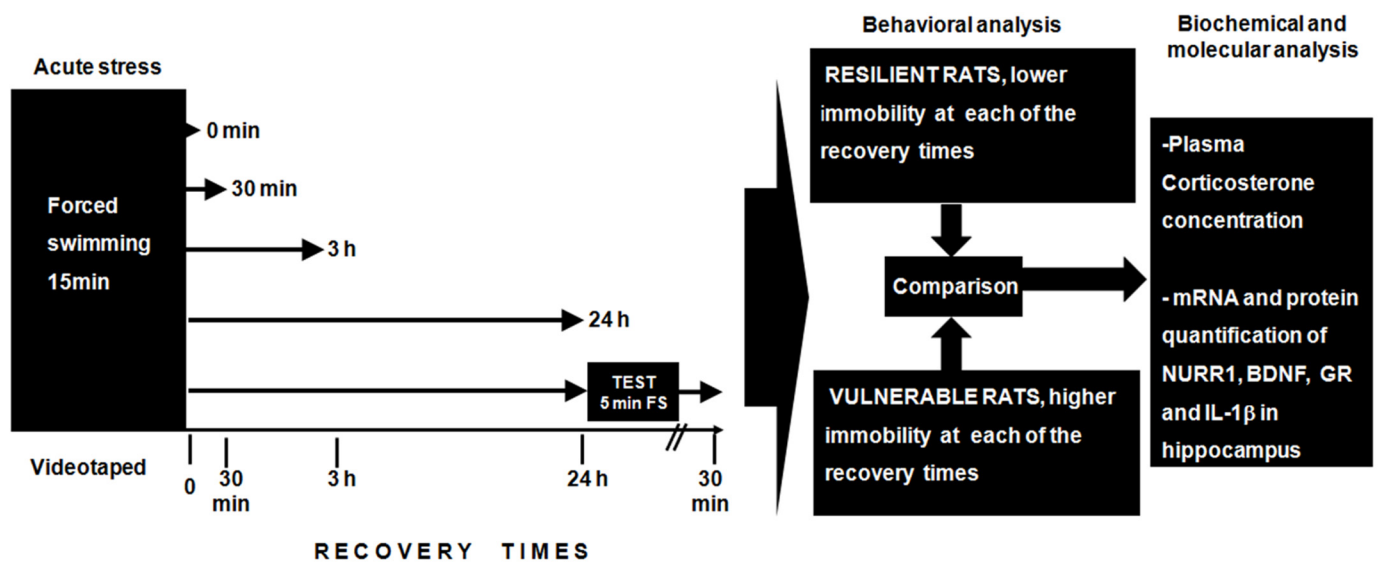 Acute stress
Forced
swimming
15min
Videotaped
0 min
30 min
3 h
24 h
TEST
5 min FS
0
30
min
3 h
24 h
30
min
RECOVERY TIMES
Behavioral analysis
RESILIENT RATS, lower
immobility at each of the
recovery times
Comparison
VULNERABLE RATS, higher
immobility at each of the
recovery times
Biochemical and
molecular analysis
-Plasma
Corticosterone
concentration
- mRNA and protein
quantification of
NURR1, BDNF, GR
and IL-1β in
hippocampus